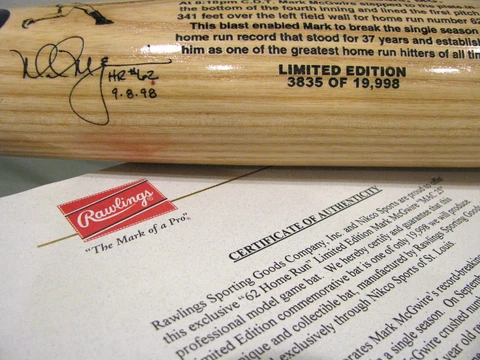 At 8:18pm C.D.T. Mark McGwire stepped to the plate in
the bottom of the fourth inning and lined the first pitch
341 feet over the left field wall for home run number 62
This blast enabled Mark to break the single season
home run record that stood for 37 years and establis
him as one of the greatest home run hitters of all tim
LIMITED EDITION
3835 OF 19,998
HR #62
9.8.98
Rawlings
"The Mark of a Pro"
CERTIFICATE OF AUTHENTICITY
Rawlings Sporting Goods Company, Inc. and Nikco Sports are proud to offer
this exclusive "62 Home Run" Limited Edition Mark McGwire "MAC-25"
professional model game bat. We hereby certify and guarantee that this
Limited Edition commemorative bat is one of only 19,998 we will produce.
unique and collectible bat, manufactured by Rawlings Sporting Goods
exclusively through Nikco Sports of St. Louis.
rates Mark McGwire's record-breaking
a single season. On September
McGwire crushed
year old re